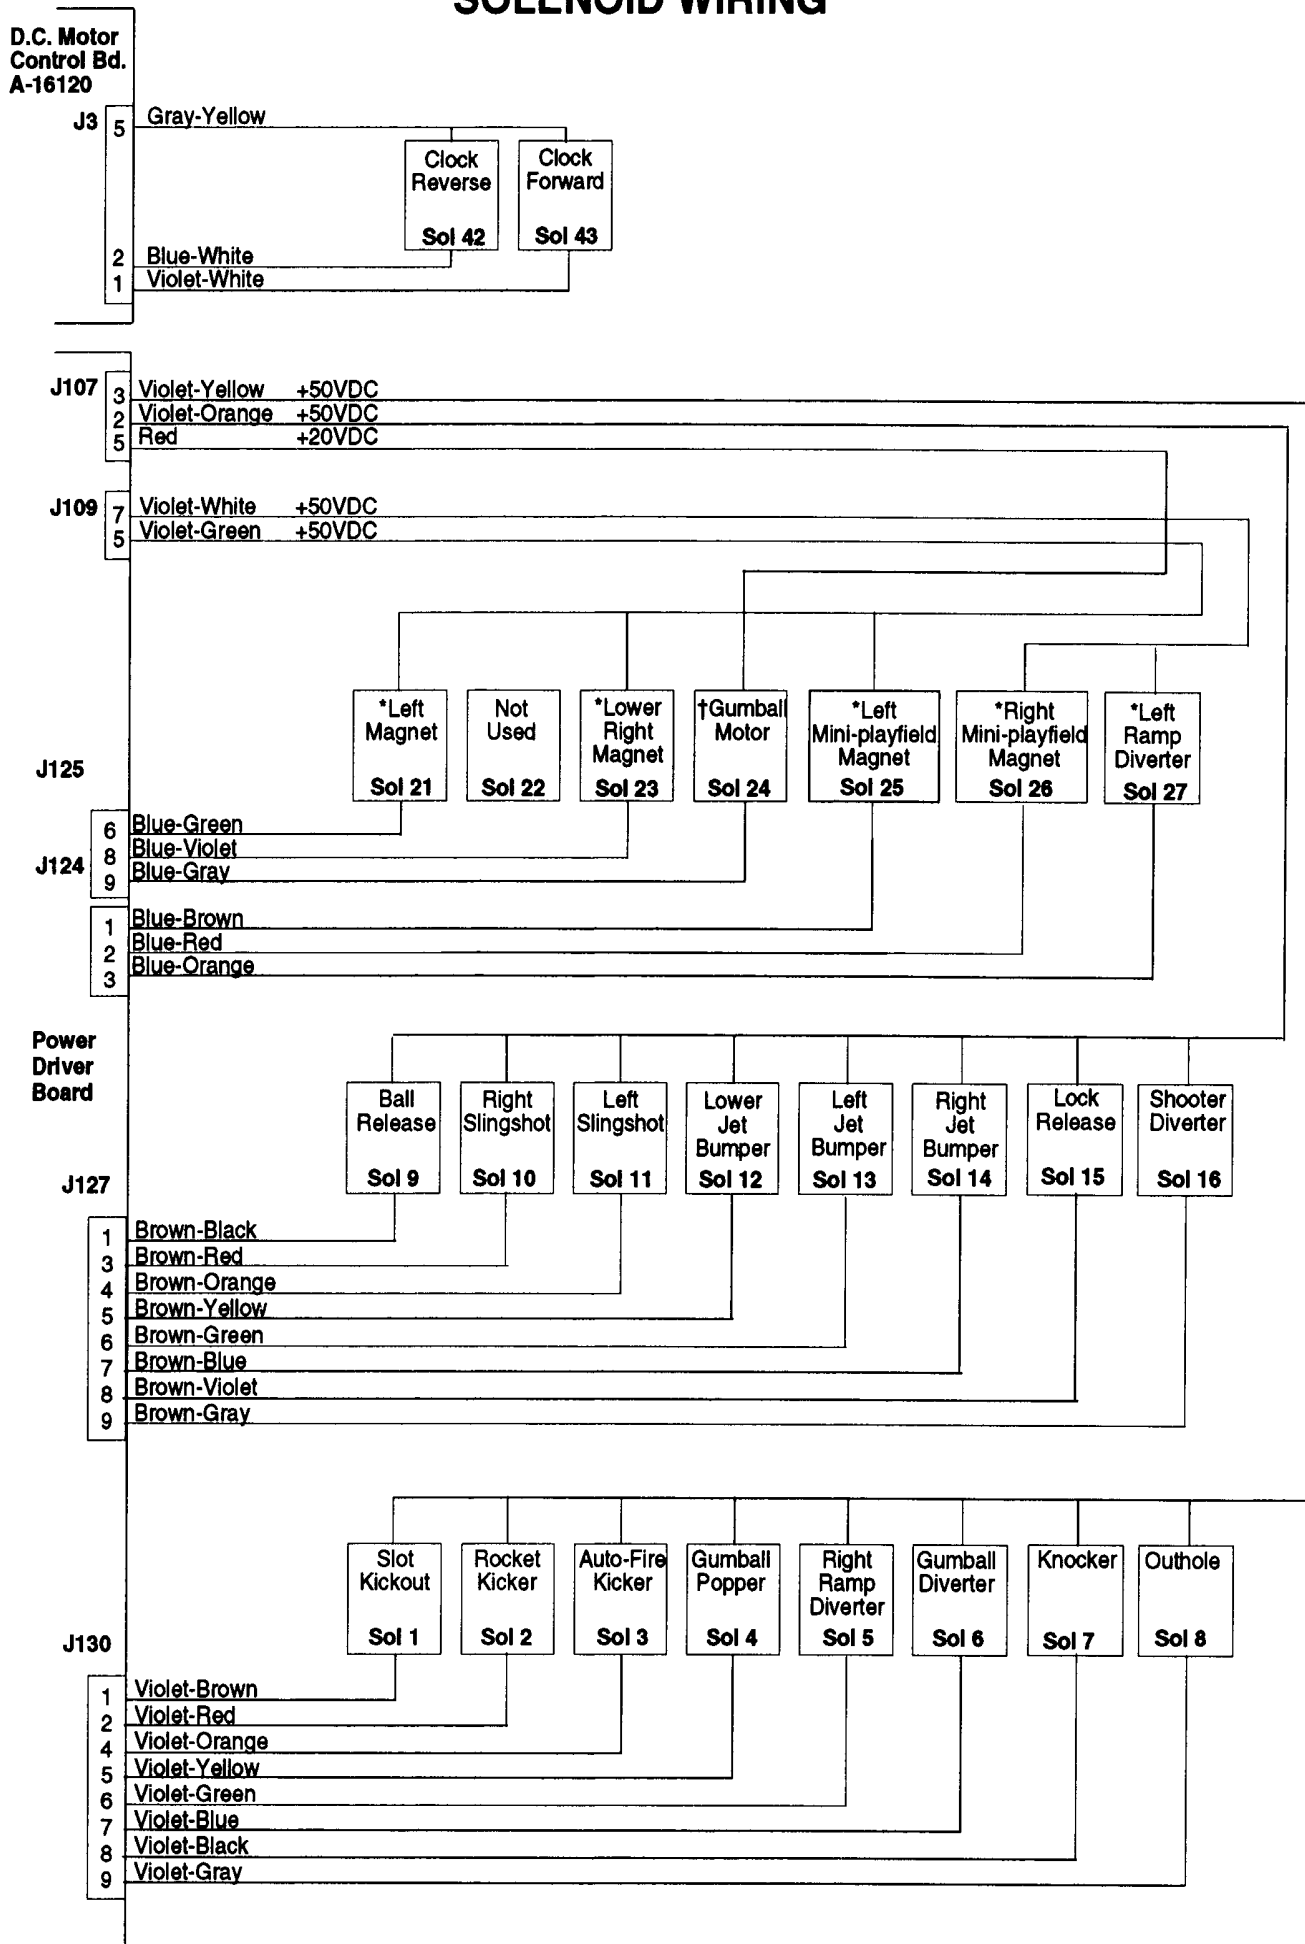 SOLENOID WIRING
D.C. Motor
Control Bd.
A-16120
J3
5 Gray-Yellow
Clock
Reverse
Sol 42
Clock
Forward
Sol 43
2 Blue-White
1 Violet-White
J107
3 Violet-Yellow +50VDC
2 Violet-Orange +50VDC
5 Red +20VDC
J109
7 Violet-White +50VDC
5 Violet-Green +50VDC
*Left
Magnet
Sol 21
Not
Used
Sol 22
*Lower
Right
Magnet
Sol 23
†Gumball
Motor
Sol 24
*Left
Mini-playfield
Magnet
Sol 25
*Right
Mini-playfield
Magnet
Sol 26
*Left
Ramp
Diverter
Sol 27
J125
6 Blue-Green
8 Blue-Violet
J124
9 Blue-Gray
1 Blue-Brown
2 Blue-Red
3 Blue-Orange
Power
Driver
Board
Ball
Release
Sol 9
Right
Slingshot
Sol 10
Left
Slingshot
Sol 11
Lower
Jet
Bumper
Sol 12
Left
Jet
Bumper
Sol 13
Right
Jet
Bumper
Sol 14
Lock
Release
Sol 15
Shooter
Diverter
Sol 16
J127
1 Brown-Black
3 Brown-Red
4 Brown-Orange
5 Brown-Yellow
6 Brown-Green
7 Brown-Blue
8 Brown-Violet
9 Brown-Gray
Slot
Kickout
Sol 1
Rocket
Kicker
Sol 2
Auto-Fire
Kicker
Sol 3
Gumball
Popper
Sol 4
Right
Ramp
Diverter
Sol 5
Gumball
Diverter
Sol 6
Knocker
Sol 7
Outhole
Sol 8
J130
1 Violet-Brown
2 Violet-Red
4 Violet-Orange
5 Violet-Yellow
6 Violet-Green
7 Violet-Blue
8 Violet-Black
9 Violet-Gray